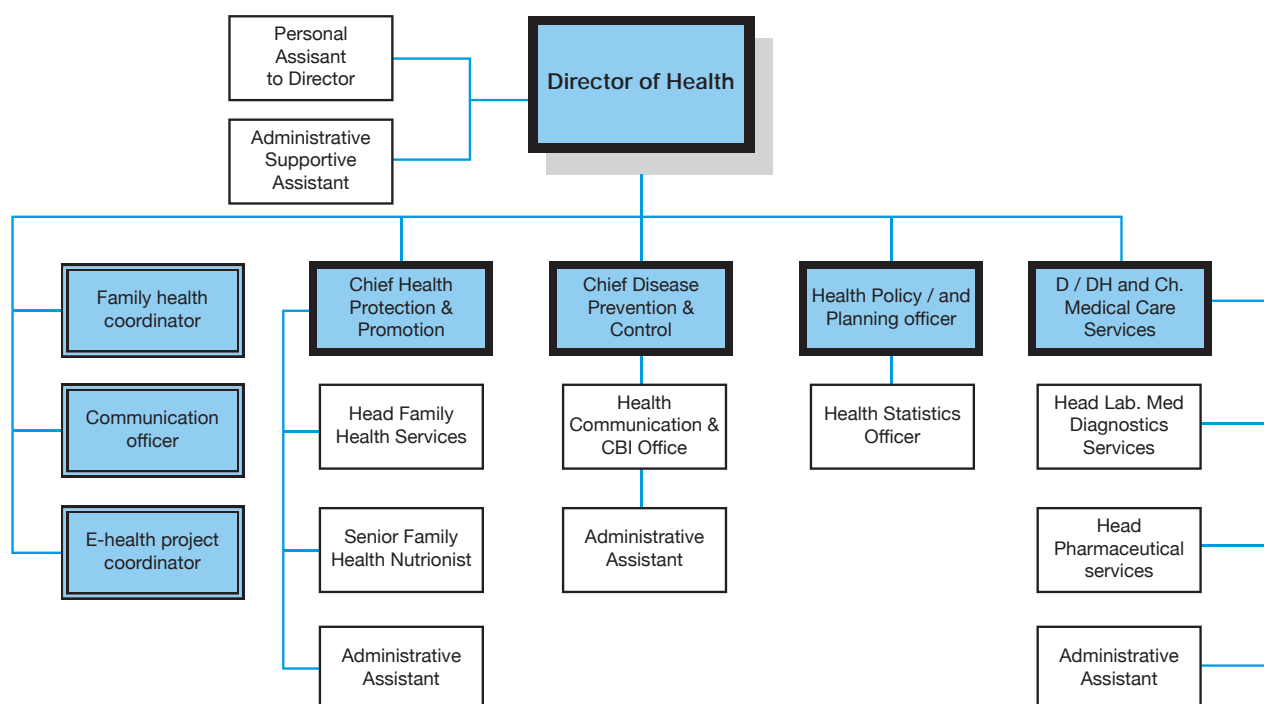 Personal
Assisant
to Director
Director of Health
Administrative
Supportive
Assistant
Family health
coordinator
Chief Health
Protection &
Promotion
Chief Disease
Prevention &
Control
Health Policy / and
Planning officer
D / DH and Ch.
Medical Care
Services
Communication
officer
Head Family
Health Services
Health
Communication &
CBI Office
Health Statistics
Officer
Head Lab. Med
Diagnostics
Services
E-health project
coordinator
Senior Family
Health Nutrionist
Administrative
Assistant
Head
Pharmaceutical
services
Administrative
Assistant
Administrative
Assistant